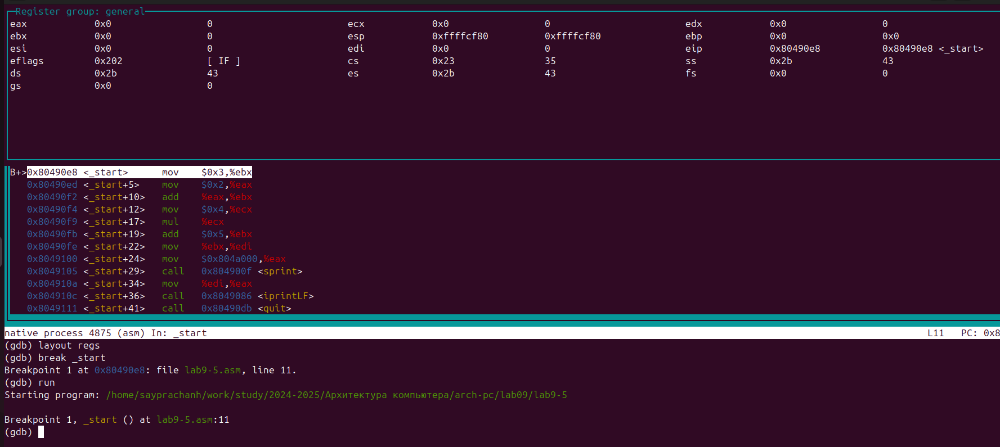 Register group: general
eax 0x0 0 ecx 0x0 0 edx 0x0 0
ebx 0x0 0 esp 0xffffcf80 0xffffcf80 ebp 0x0 0x0
esi 0x0 0 edi 0x0 0 eip 0x80490e8 0x80490e8 <_start>
eflags 0x202 [ IF ] cs 0x23 35 ss 0x2b 43
ds 0x2b 43 es 0x2b 43 fs 0x0 0
gs 0x0 0
B+>0x80490e8 <_start> mov $0x3,%ebx
0x80490ed <_start+5> mov $0x2,%eax
0x80490f2 <_start+10> add %eax,%ebx
0x80490f4 <_start+12> mov $0x4,%ecx
0x80490f9 <_start+17> mul %ecx
0x80490fb <_start+19> add $0x5,%ebx
0x80490fe <_start+22> mov %ebx,%edi
0x8049100 <_start+24> mov $0x804a000,%eax
0x8049105 <_start+29> call 0x804900f <sprint>
0x804910a <_start+34> mov %edi,%eax
0x804910c <_start+36> call 0x8049086 <iprintLF>
0x8049111 <_start+41> call 0x80490db <quit>
native process 4875 (asm) In: _start L11 PC: 0x8
(gdb) layout regs
(gdb) break _start
Breakpoint 1 at 0x80490e8: file lab9-5.asm, line 11.
(gdb) run
Starting program: /home/sayprachanh/work/study/2024-2025/Архитектура компьютера/arch-pc/lab09/lab9-5
Breakpoint 1, _start () at lab9-5.asm:11
(gdb)